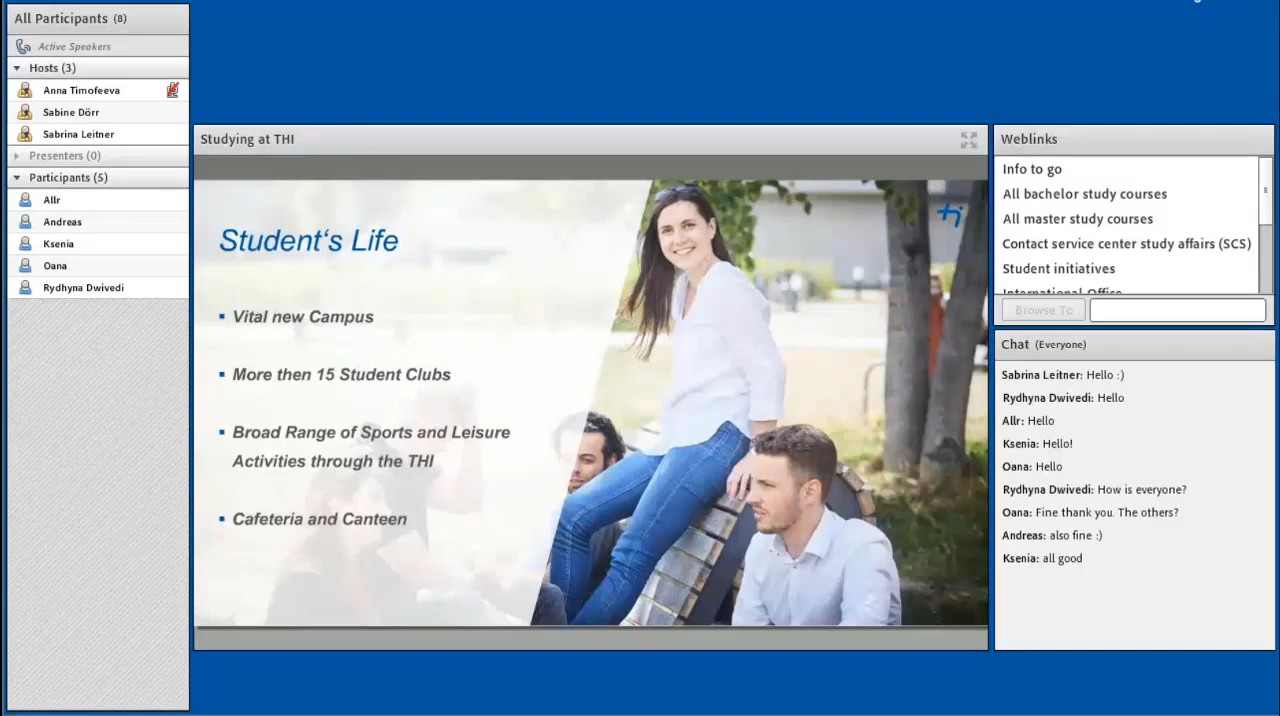 All Participants (8)
Active Speakers
Hosts (3)
Anna Timofeeva
Sabine Dörr
Sabrina Leitner
Presenters (0)
Participants (5)
Allr
Andreas
Ksenia
Oana
Rydhyna Dwivedi
Studying at THI
Student‘s Life
Vital new Campus
More then 15 Student Clubs
Broad Range of Sports and Leisure
Activities through the THI
Cafeteria and Canteen
Weblinks
Info to go
All bachelor study courses
All master study courses
Contact service center study affairs (SCS)
Student initiatives
International Office
Browse To
Chat (Everyone)
Sabrina Leitner: Hello :)
Rydhyna Dwivedi: Hello
Allr: Hello
Ksenia: Hello!
Oana: Hello
Rydhyna Dwivedi: How is everyone?
Oana: Fine thank you. The others?
Andreas: also fine :)
Ksenia: all good